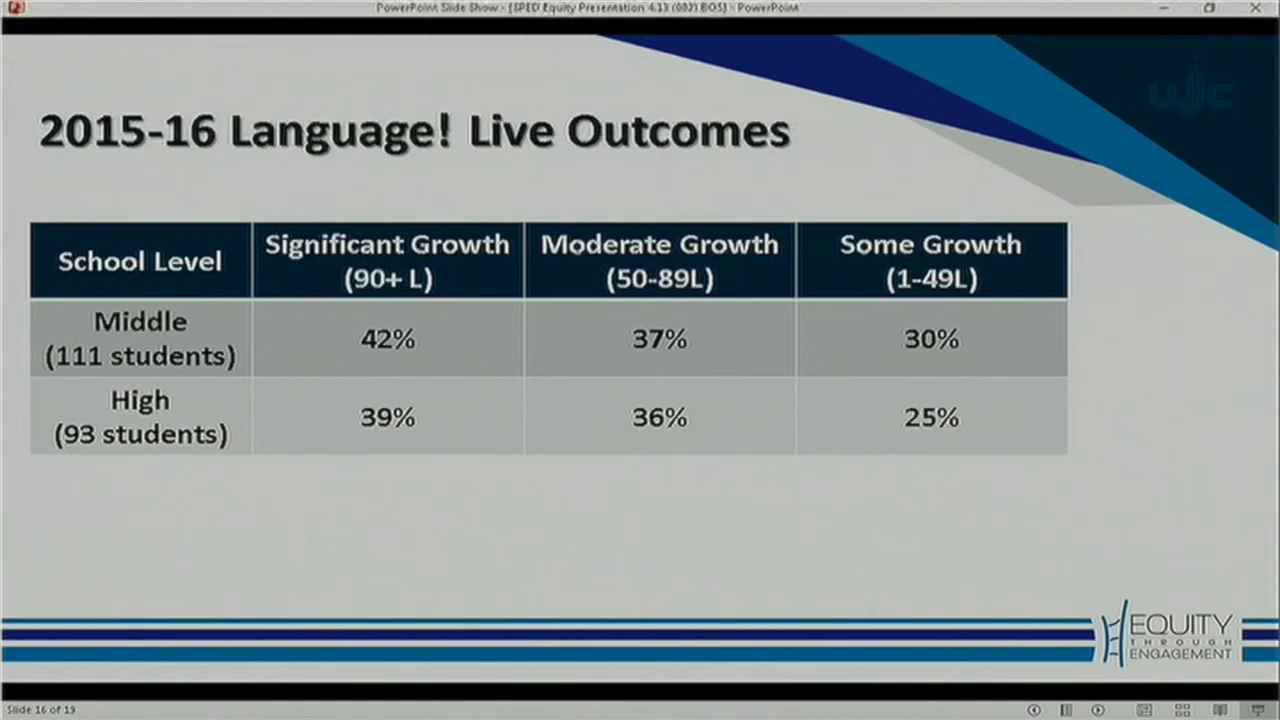 PowerPoint Slide Show - [SPED Equity Presentation 4.13 (002) BOS] - PowerPoint
WJC
2015-16 Language! Live Outcomes
School Level
Significant Growth
(90+ L)
Moderate Growth
(50-89L)
Some Growth
(1-49L)
Middle
(111 students)
42%
37%
30%
High
(93 students)
39%
36%
25%
EQUITY
THROUGH
ENGAGEMENT
Slide 16 of 19